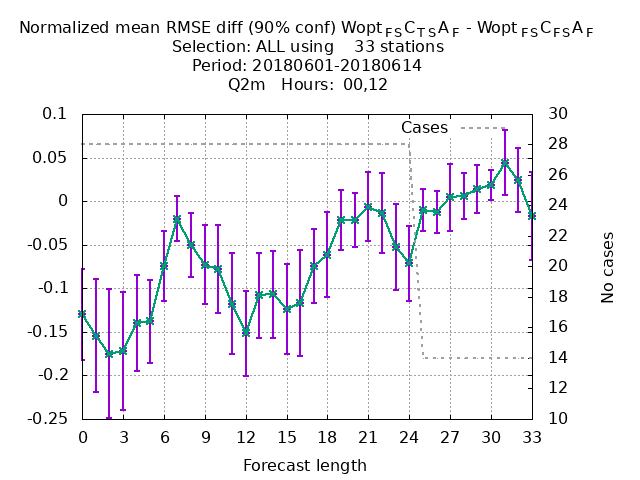 Normalized mean RMSE diff (90% conf) Wopt FS C T S A F - Wopt FS C F S A F
Selection: ALL using 33 stations
Period: 20180601-20180614
Q2m Hours: 00,12
Cases
0.1
0.05
0
-0.05
-0.1
-0.15
-0.2
-0.25
30
28
26
24
22
20
18
16
14
12
10
No cases
0 3 6 9 12 15 18 21 24 27 30 33
Forecast length